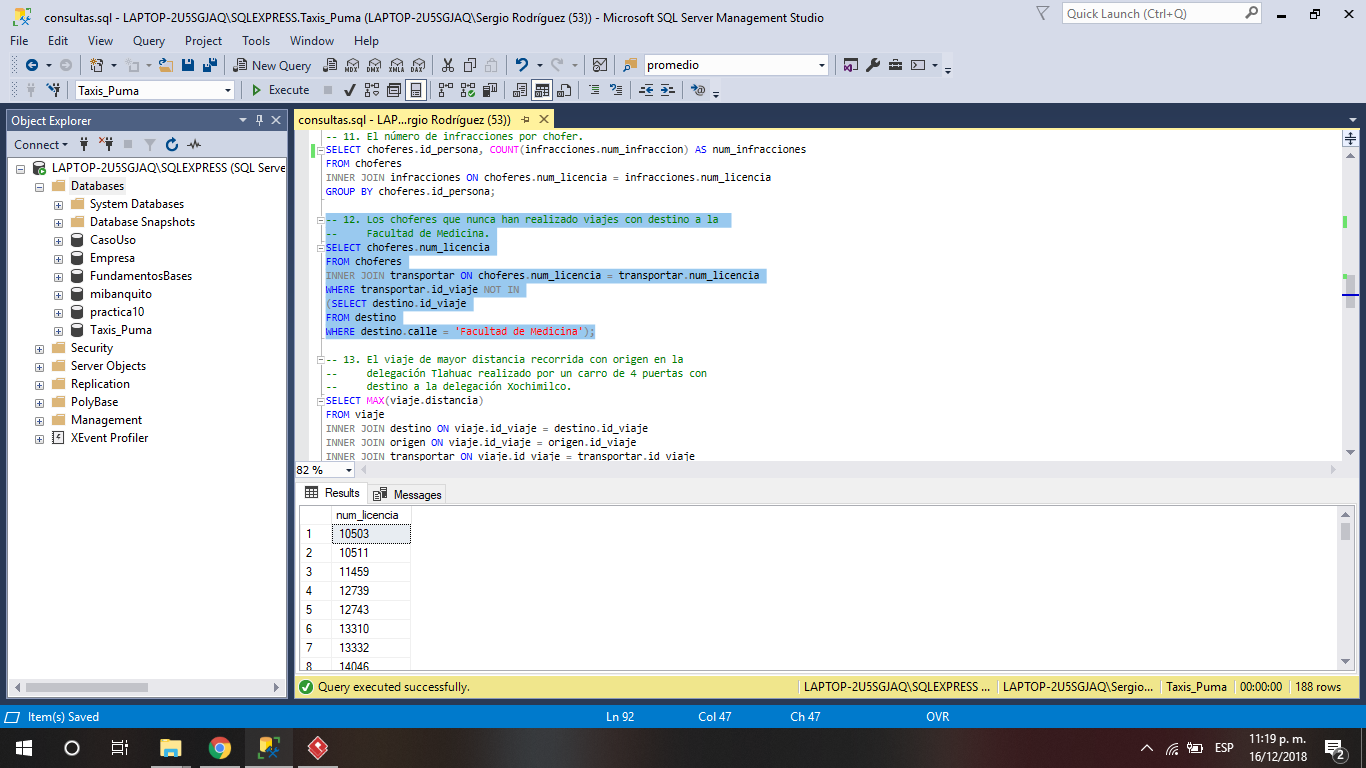 consultas.sql - LAPTOP-2U5SGJAQ\SQLEXPRESS.Taxis_Puma (LAPTOP-2U5SGJAQ\Sergio Rodríguez (53)) - Microsoft SQL Server Management Studio
Quick Launch (Ctrl+Q)
File Edit View Query Project Tools Window Help
New Query
MDX DMX XMLA DAX
promedio
Taxis_Puma
Execute
Object Explorer
Connect
LAPTOP-2U5SGJAQ\SQLEXPRESS (SQL Serve
Databases
System Databases
Database Snapshots
CasoUso
Empresa
FundamentosBases
mibanquito
practica10
Taxis_Puma
Security
Server Objects
Replication
PolyBase
Management
XEvent Profiler
consultas.sql - LAP...rgio Rodríguez (53))
-- 11. El número de infracciones por chofer.
SELECT choferes.id_persona, COUNT(infracciones.num_infraccion) AS num_infracciones
FROM choferes
INNER JOIN infracciones ON choferes.num_licencia = infracciones.num_licencia
GROUP BY choferes.id_persona;
-- 12. Los choferes que nunca han realizado viajes con destino a la
-- Facultad de Medicina.
SELECT choferes.num_licencia
FROM choferes
INNER JOIN transportar ON choferes.num_licencia = transportar.num_licencia
WHERE transportar.id_viaje NOT IN
(SELECT destino.id_viaje
FROM destino
WHERE destino.calle = 'Facultad de Medicina');
-- 13. El viaje de mayor distancia recorrida con origen en la
-- delegación Tlahuac realizado por un carro de 4 puertas con
-- destino a la delegación Xochimilco.
SELECT MAX(viaje.distancia)
FROM viaje
INNER JOIN destino ON viaje.id_viaje = destino.id_viaje
INNER JOIN origen ON viaje.id_viaje = origen.id_viaje
INNER JOIN transportar ON viaje.id_viaje = transportar.id_viaje
82 %
Results Messages
num_licencia
1 10503
2 10511
3 11459
4 12739
5 12743
6 13310
7 13332
8 14046
Query executed successfully.
LAPTOP-2U5SGJAQ\SQLEXPRESS ... LAPTOP-2U5SGJAQ\Sergio... Taxis_Puma 00:00:00 188 rows
Item(s) Saved
Ln 92 Col 47 Ch 47 OVR
ESP
11:19 p. m.
16/12/2018
2